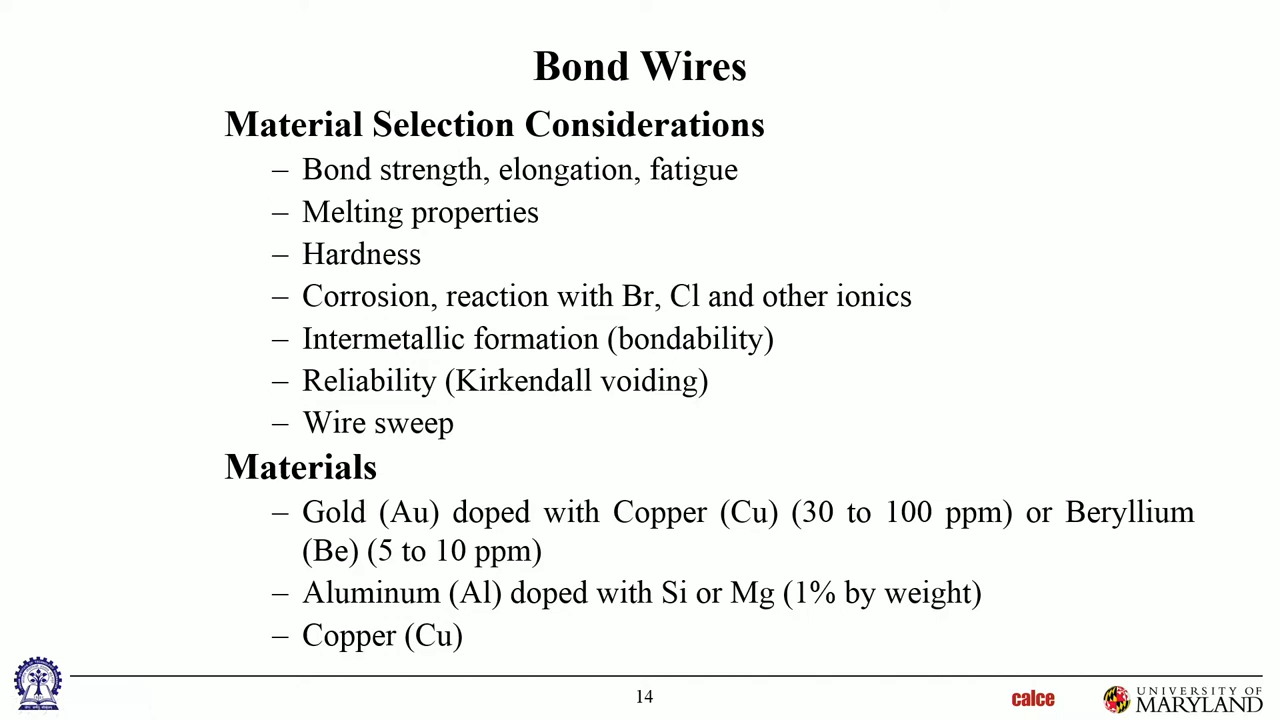 Bond Wires
Material Selection Considerations
– Bond strength, elongation, fatigue
– Melting properties
– Hardness
– Corrosion, reaction with Br, Cl and other ionics
– Intermetallic formation (bondability)
– Reliability (Kirkendall voiding)
– Wire sweep
Materials
– Gold (Au) doped with Copper (Cu) (30 to 100 ppm) or Beryllium
(Be) (5 to 10 ppm)
– Aluminum (Al) doped with Si or Mg (1% by weight)
– Copper (Cu)
14
calce
UNIVERSITY OF
MARYLAND